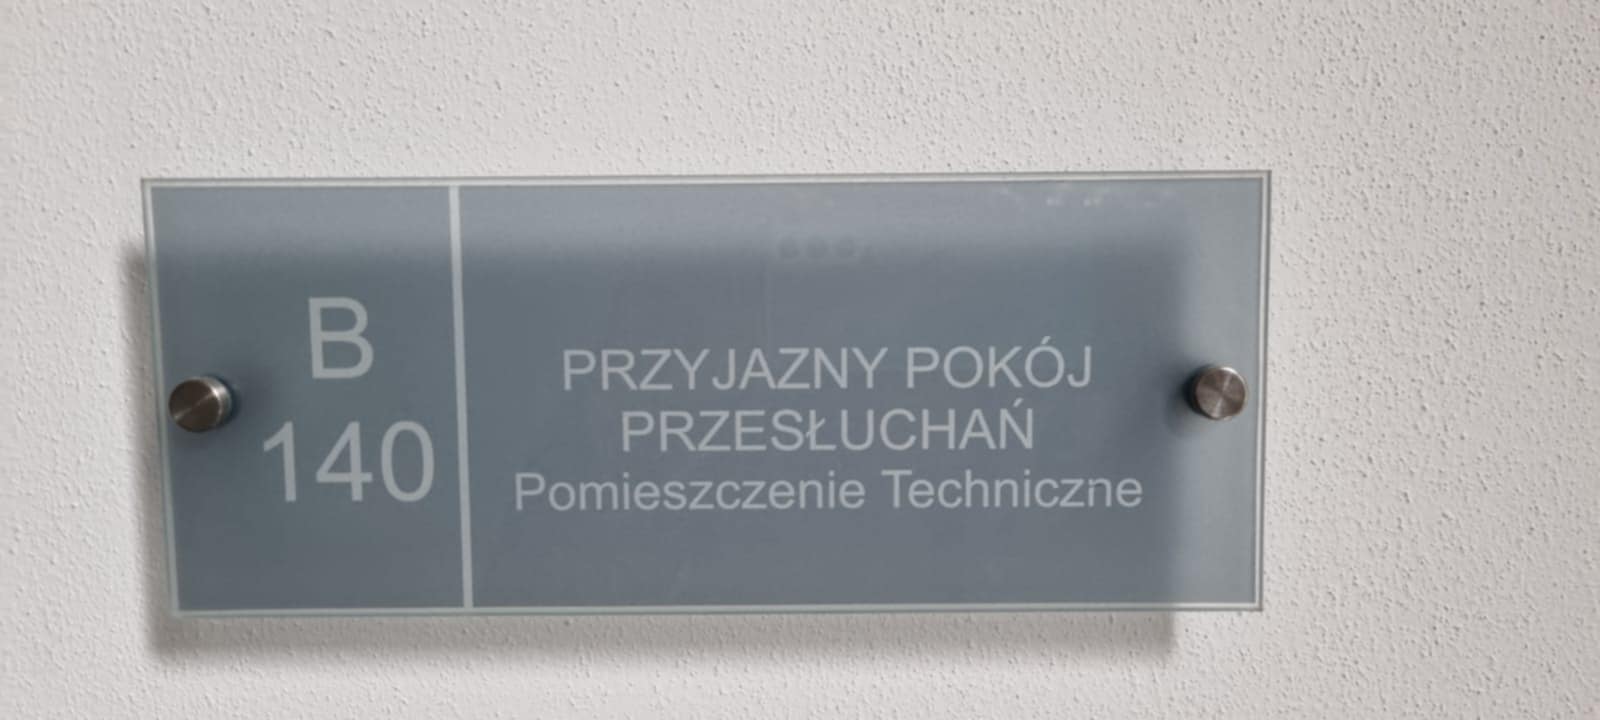 B
140
PRZYJAZNY POKÓJ
PRZESŁUCHAŃ
Pomieszczenie Techniczne